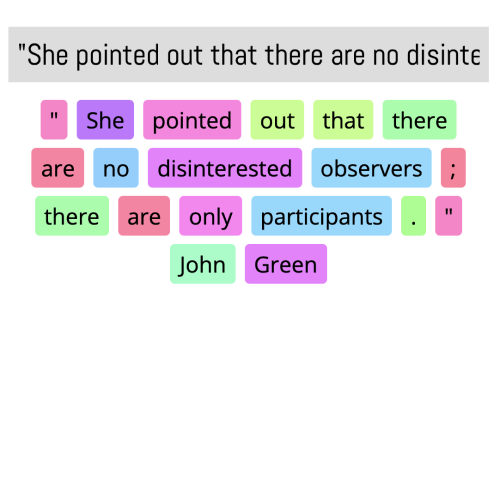 "She pointed out that there are no disinte
" She pointed out that there
are no disinterested observers ;
there are only participants . "
John Green